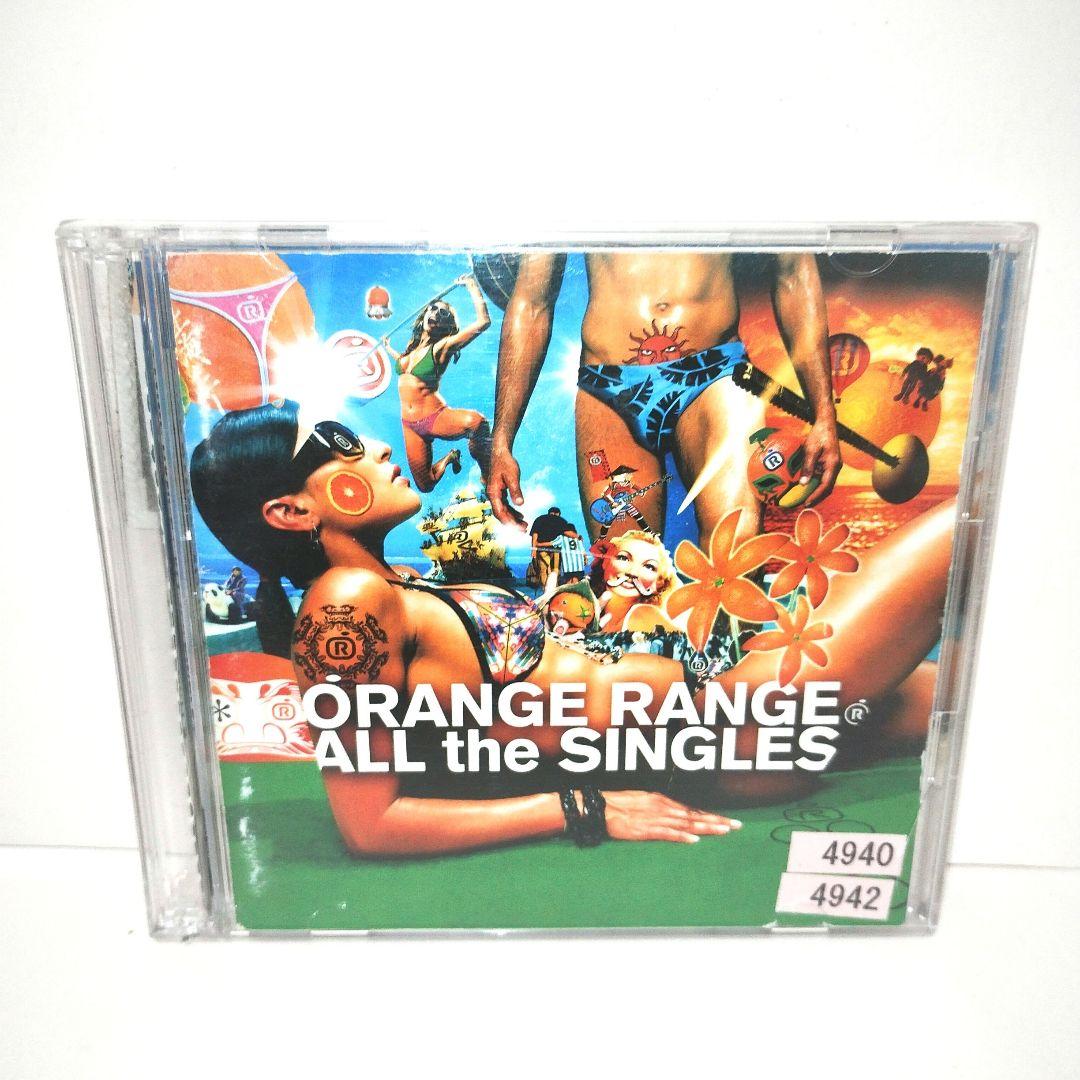 ORANGE RANGE®
ALL the SINGLES
4940
4942